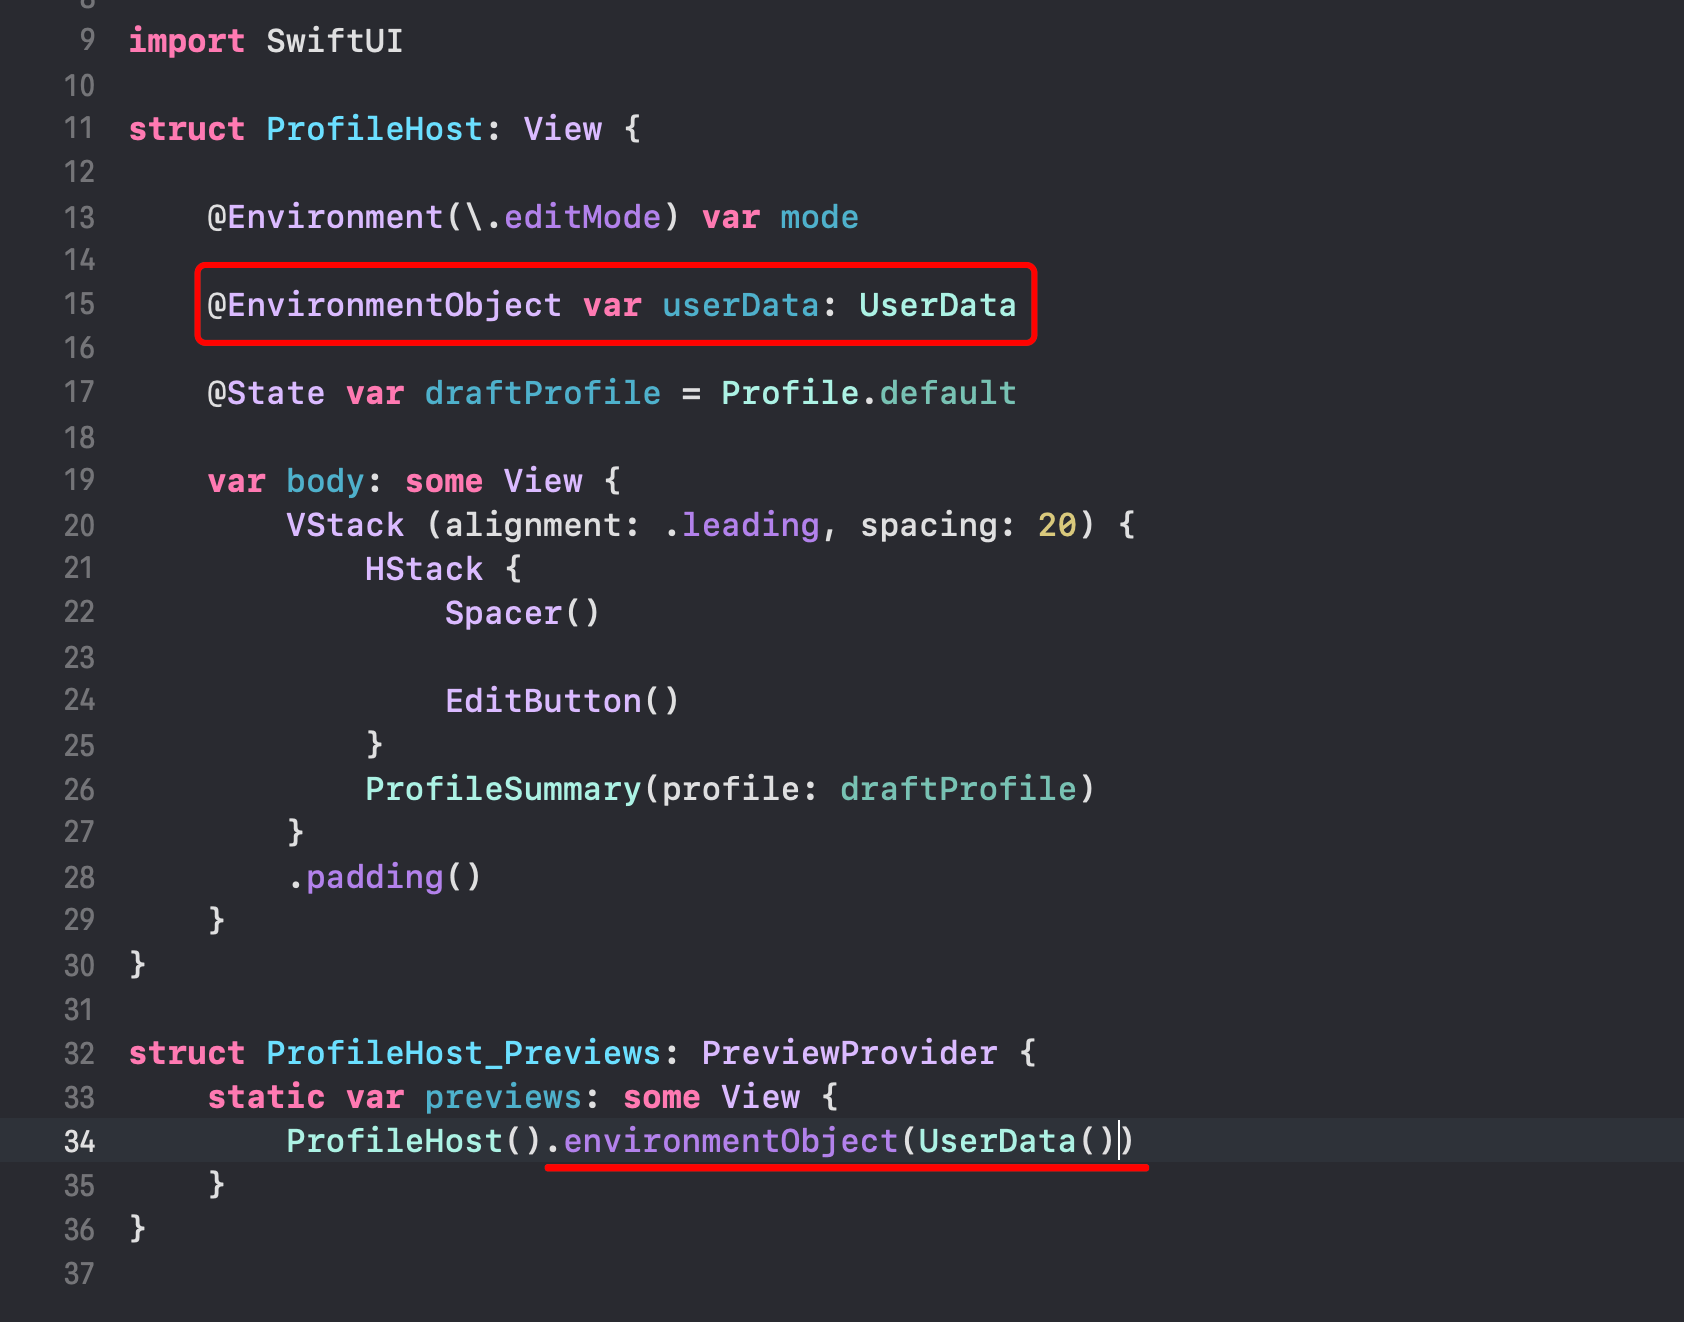 9 import SwiftUI
10
11 struct ProfileHost: View {
12
13 @Environment(\.editMode) var mode
14
15 @EnvironmentObject var userData: UserData
16
17 @State var draftProfile = Profile.default
18
19 var body: some View {
20 VStack (alignment: .leading, spacing: 20) {
21 HStack {
22 Spacer()
23
24 EditButton()
25 }
26 ProfileSummary(profile: draftProfile)
27 }
28 .padding()
29 }
30 }
31
32 struct ProfileHost_Previews: PreviewProvider {
33 static var previews: some View {
34 ProfileHost().environmentObject(UserData())
35 }
36 }
37